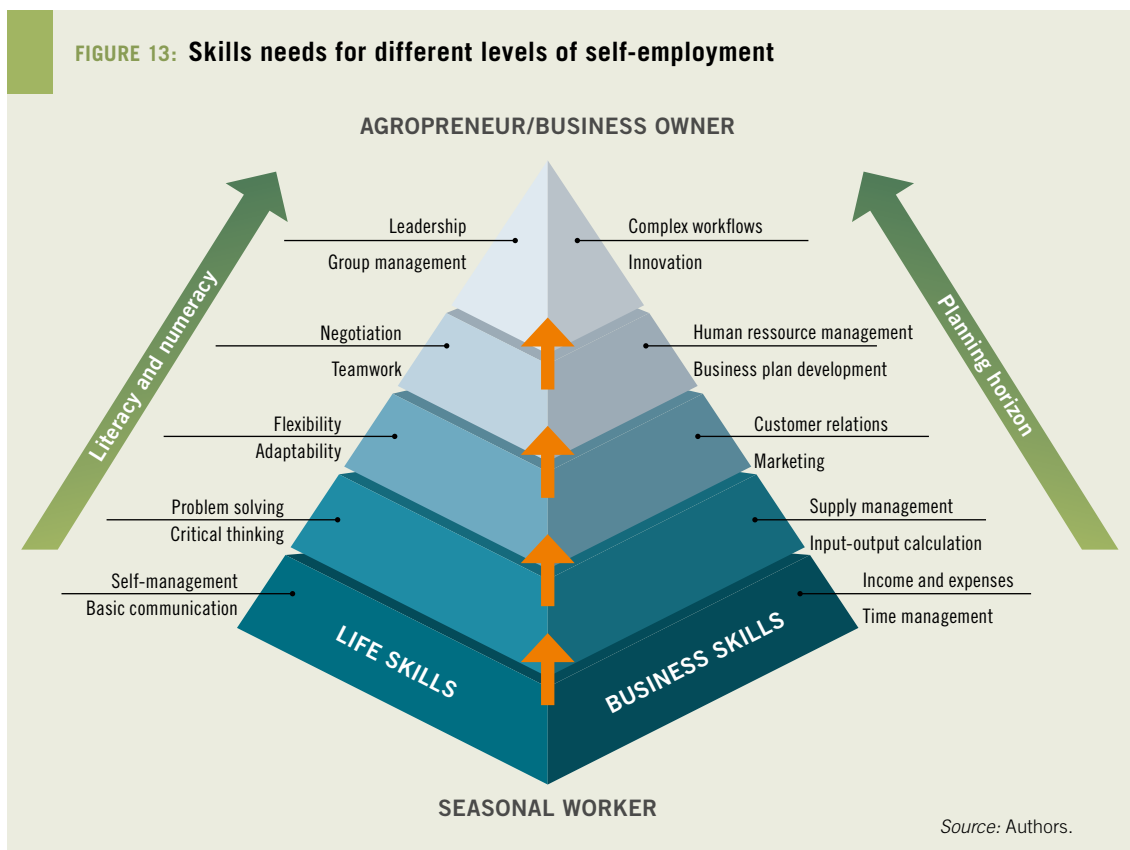 FIGURE 13: Skills needs for different levels of self-employment
AGROPRENEUR/BUSINESS OWNER
Literacy and numeracy
Planning horizon
Leadership
Group management
Complex workflows
Innovation
Negotiation
Teamwork
Human ressource management
Business plan development
Flexibility
Adaptability
Customer relations
Marketing
Problem solving
Critical thinking
Supply management
Input-output calculation
Self-management
Basic communication
Income and expenses
Time management
LIFE SKILLS
BUSINESS SKILLS
SEASONAL WORKER
Source: Authors.